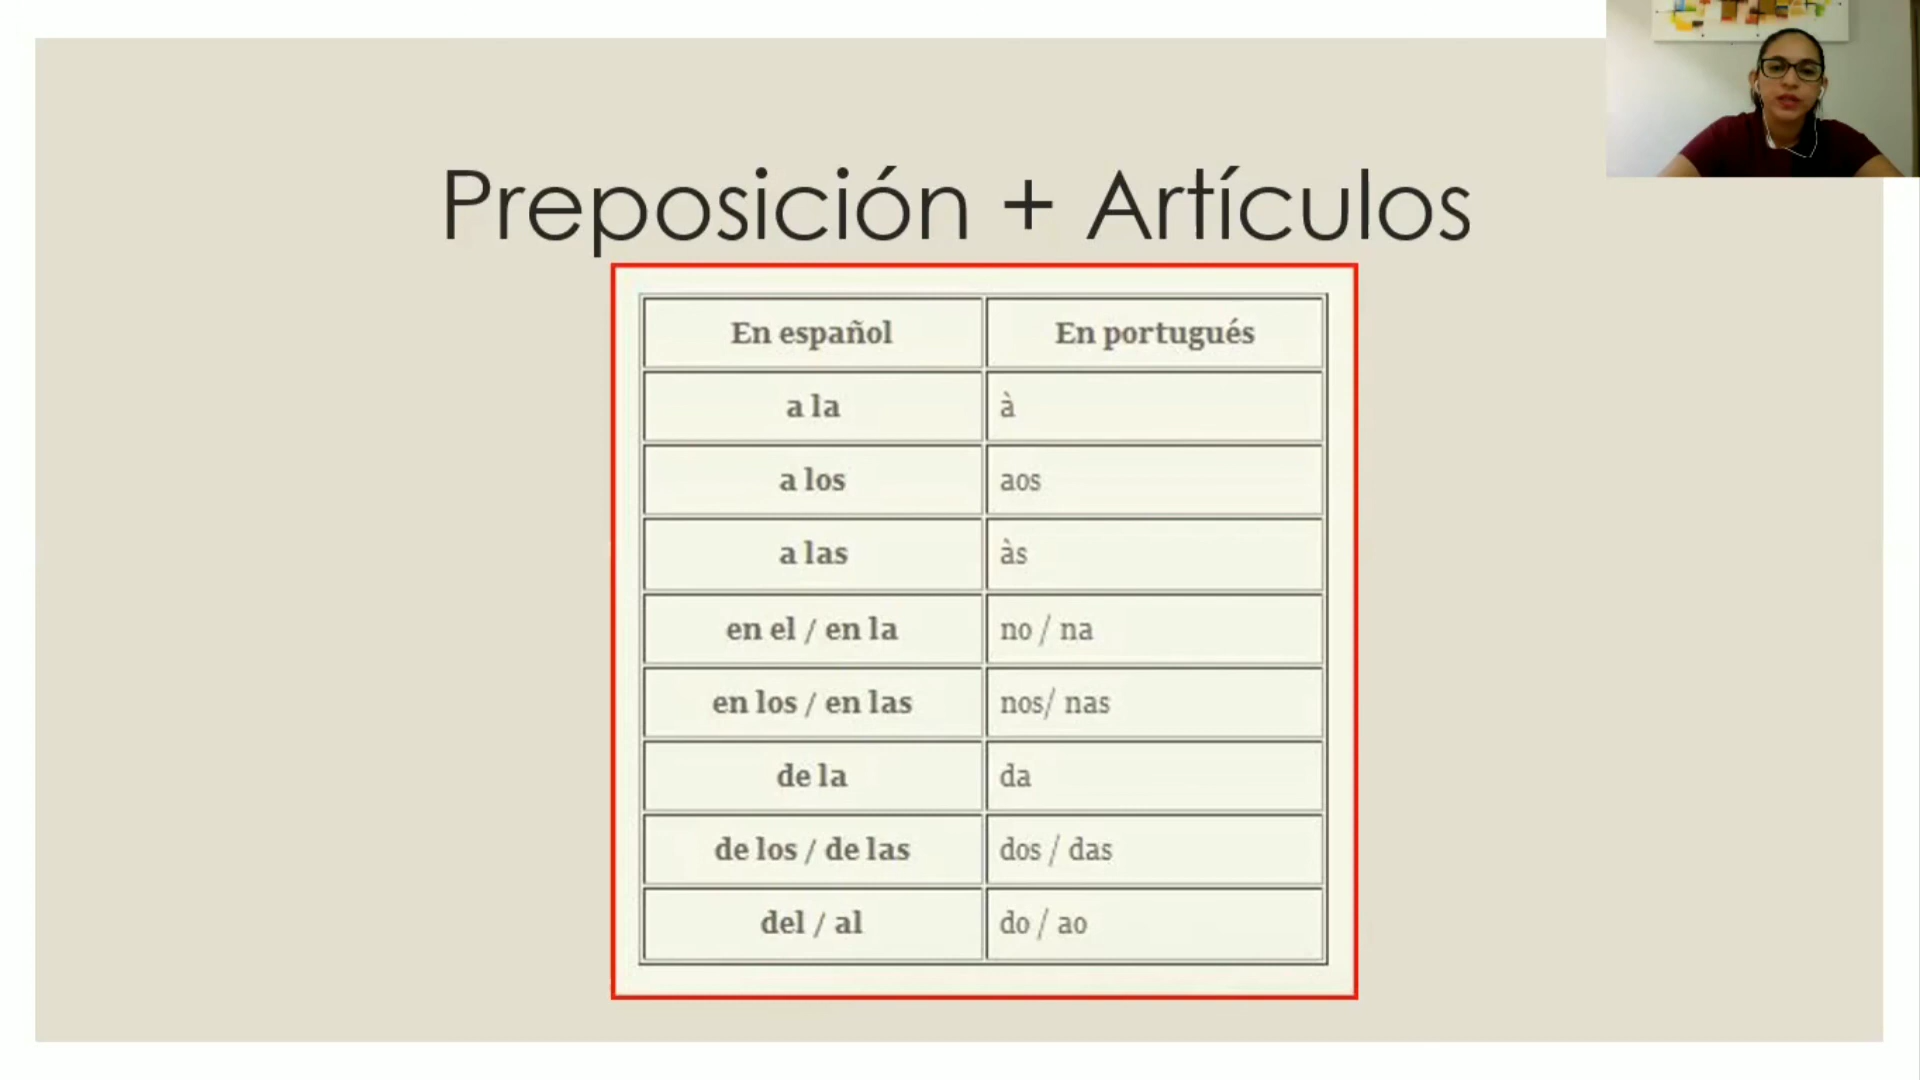 Preposición + Artículos
En español En portugués
a la à
a los aos
a las às
en el / en la no / na
en los / en las nos/ nas
de la da
de los / de las dos / das
del / al do / ao